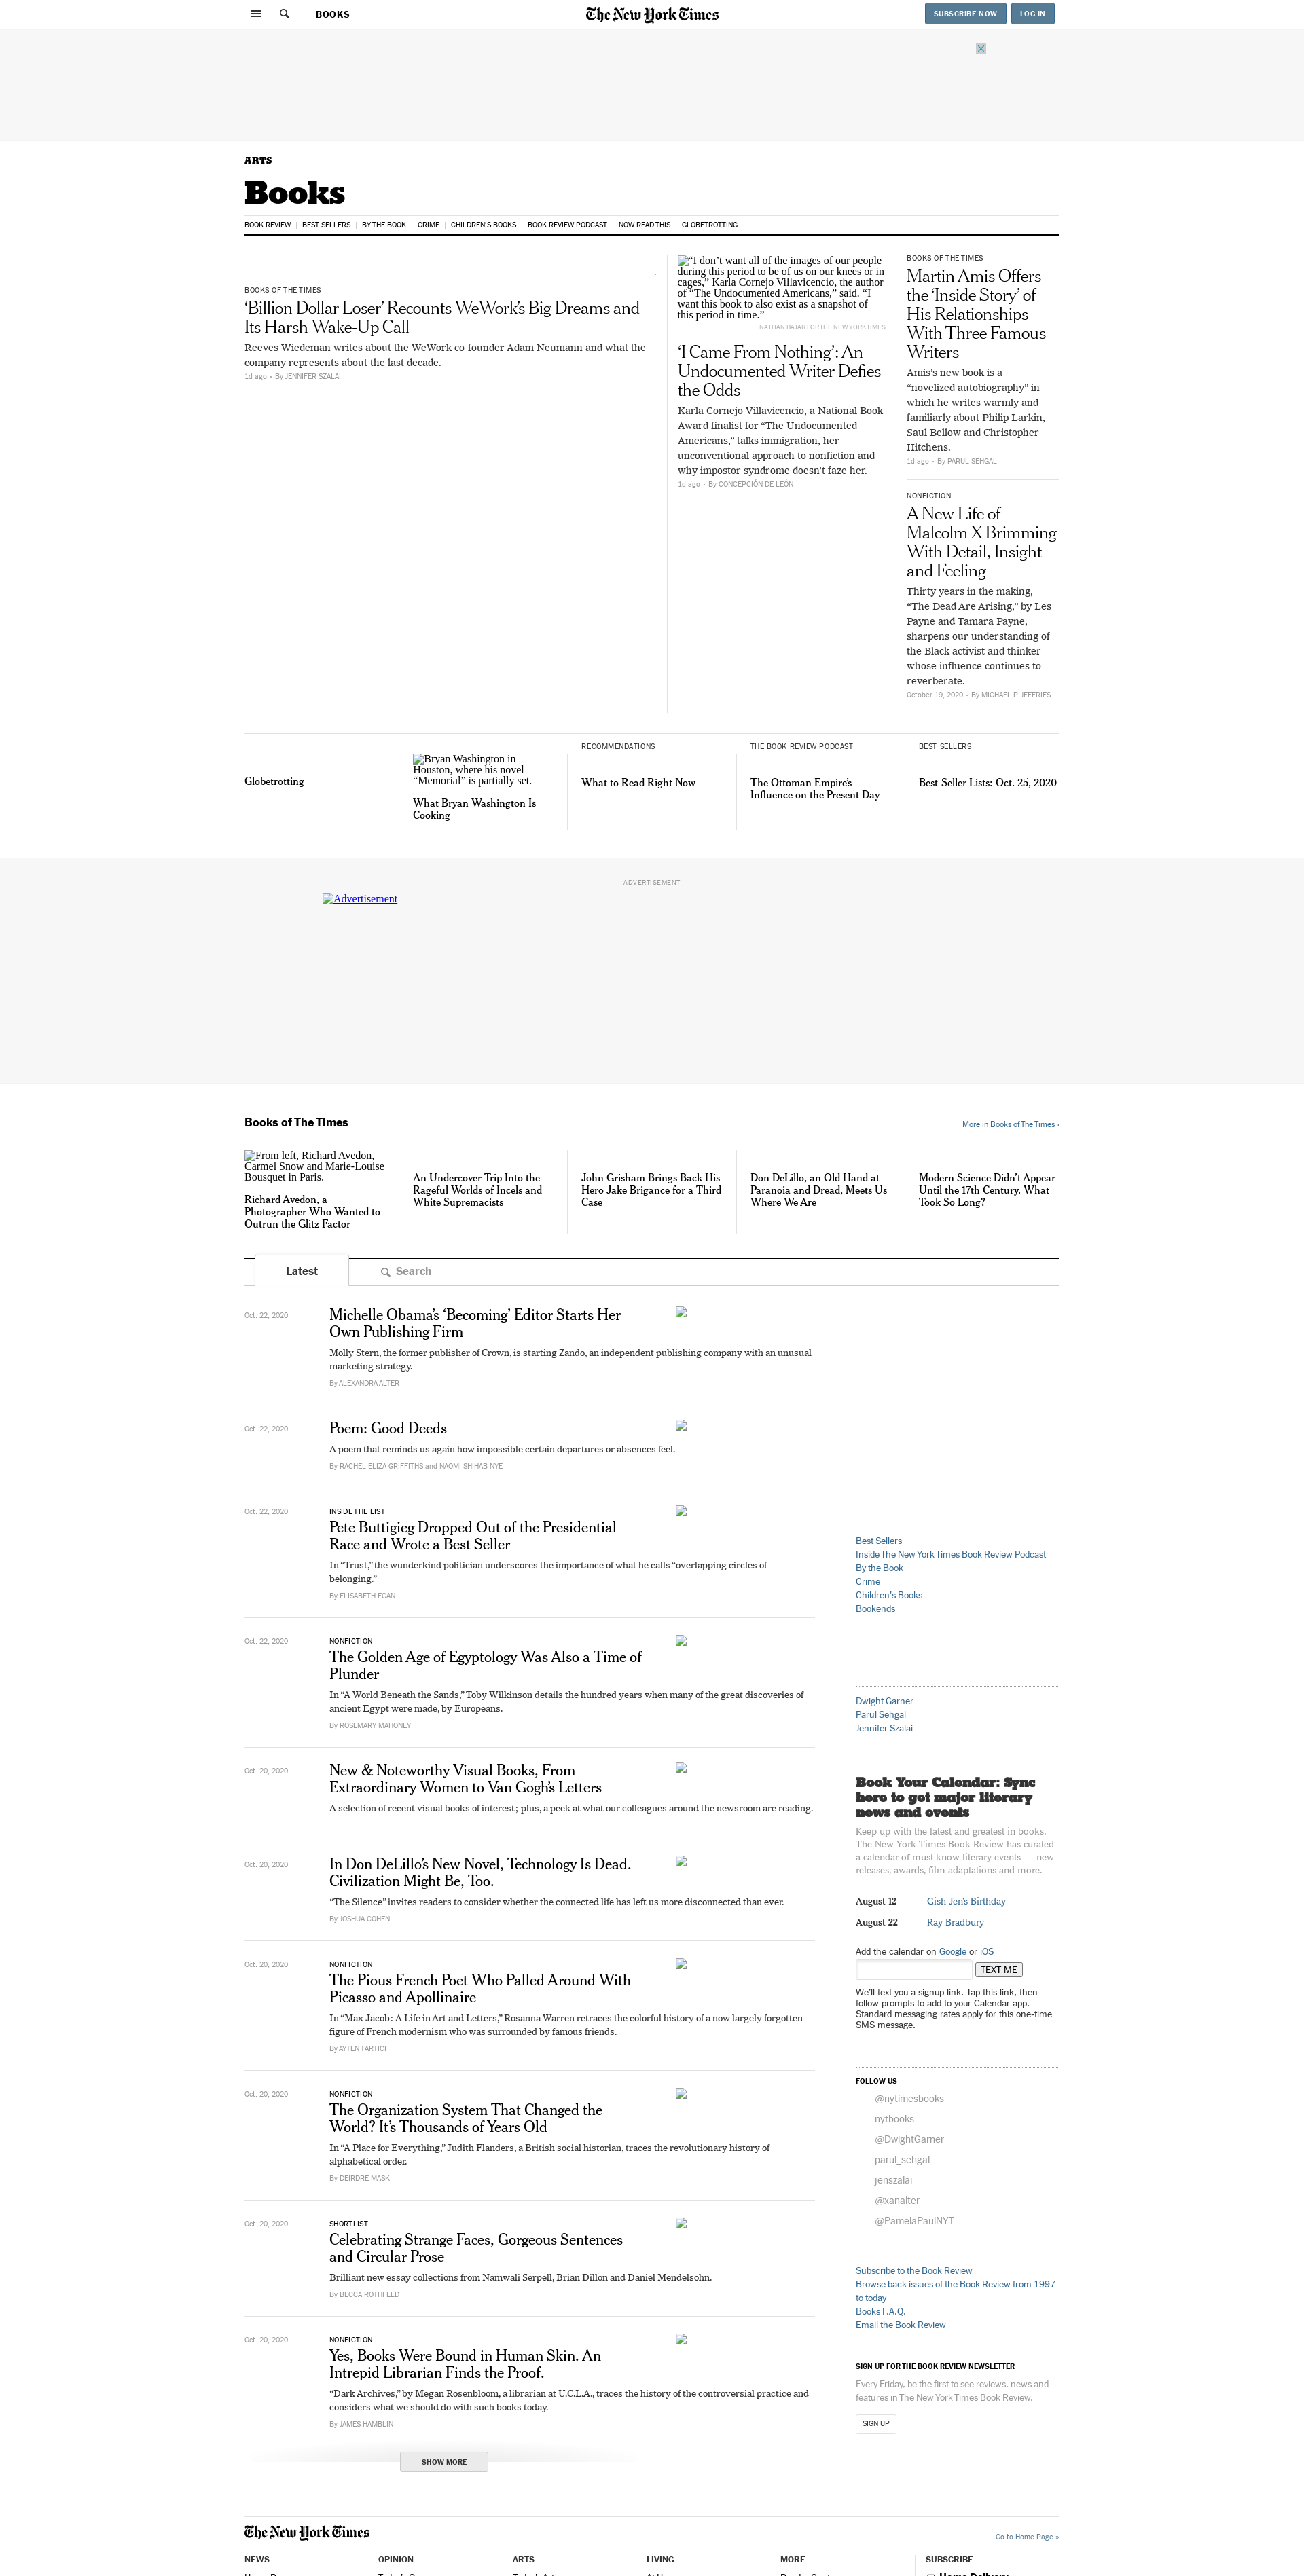 BOOKS
The New York Times
SUBSCRIBE NOW
LOG IN
ARTS
Books
BOOK REVIEW | BEST SELLERS | BY THE BOOK | CRIME | CHILDREN'S BOOKS | BOOK REVIEW PODCAST | NOW READ THIS | GLOBETROTTING
BOOKS OF THE TIMES
‘Billion Dollar Loser’ Recounts WeWork’s Big Dreams and
Its Harsh Wake-Up Call
Reeves Wiedeman writes about the WeWork co-founder Adam Neumann and what the
company represents about the last decade.
1d ago • By JENNIFER SZALAI
“I don’t want all of the images of our people
during this period to be of us on our knees or in
cages,” Karla Cornejo Villavicencio, the author
of “The Undocumented Americans,” said. “I
want this book to also exist as a snapshot of
this period in time.”
NATHAN BAJAR FOR THE NEW YORK TIMES
‘I Came From Nothing’: An
Undocumented Writer Defies
the Odds
Karla Cornejo Villavicencio, a National Book
Award finalist for “The Undocumented
Americans,” talks immigration, her
unconventional approach to nonfiction and
why impostor syndrome doesn’t faze her.
1d ago • By CONCEPCIÓN DE LEÓN
BOOKS OF THE TIMES
Martin Amis Offers
the ‘Inside Story’ of
His Relationships
With Three Famous
Writers
Amis’s new book is a
“novelized autobiography” in
which he writes warmly and
familiarly about Philip Larkin,
Saul Bellow and Christopher
Hitchens.
1d ago • By PARUL SEHGAL
NONFICTION
A New Life of
Malcolm X Brimming
With Detail, Insight
and Feeling
Thirty years in the making,
“The Dead Are Arising,” by Les
Payne and Tamara Payne,
sharpens our understanding of
the Black activist and thinker
whose influence continues to
reverberate.
October 19, 2020 • By MICHAEL P. JEFFRIES
Globetrotting
Bryan Washington in
Houston, where his novel
“Memorial” is partially set.
What Bryan Washington Is
Cooking
RECOMMENDATIONS
What to Read Right Now
THE BOOK REVIEW PODCAST
The Ottoman Empire’s
Influence on the Present Day
BEST SELLERS
Best-Seller Lists: Oct. 25, 2020
ADVERTISEMENT
Advertisement
Books of The Times
More in Books of The Times ›
From left, Richard Avedon,
Carmel Snow and Marie-Louise
Bousquet in Paris.
Richard Avedon, a
Photographer Who Wanted to
Outrun the Glitz Factor
An Undercover Trip Into the
Rageful Worlds of Incels and
White Supremacists
John Grisham Brings Back His
Hero Jake Brigance for a Third
Case
Don DeLillo, an Old Hand at
Paranoia and Dread, Meets Us
Where We Are
Modern Science Didn’t Appear
Until the 17th Century. What
Took So Long?
Latest
Search
Oct. 22, 2020
Michelle Obama’s ‘Becoming’ Editor Starts Her
Own Publishing Firm
Molly Stern, the former publisher of Crown, is starting Zando, an independent publishing company with an unusual
marketing strategy.
By ALEXANDRA ALTER
Oct. 22, 2020
Poem: Good Deeds
A poem that reminds us again how impossible certain departures or absences feel.
By RACHEL ELIZA GRIFFITHS and NAOMI SHIHAB NYE
Oct. 22, 2020
INSIDE THE LIST
Pete Buttigieg Dropped Out of the Presidential
Race and Wrote a Best Seller
In “Trust,” the wunderkind politician underscores the importance of what he calls “overlapping circles of
belonging.”
By ELISABETH EGAN
Oct. 22, 2020
NONFICTION
The Golden Age of Egyptology Was Also a Time of
Plunder
In “A World Beneath the Sands,” Toby Wilkinson details the hundred years when many of the great discoveries of
ancient Egypt were made, by Europeans.
By ROSEMARY MAHONEY
Oct. 20, 2020
New & Noteworthy Visual Books, From
Extraordinary Women to Van Gogh’s Letters
A selection of recent visual books of interest; plus, a peek at what our colleagues around the newsroom are reading.
Oct. 20, 2020
In Don DeLillo’s New Novel, Technology Is Dead.
Civilization Might Be, Too.
“The Silence” invites readers to consider whether the connected life has left us more disconnected than ever.
By JOSHUA COHEN
Oct. 20, 2020
NONFICTION
The Pious French Poet Who Palled Around With
Picasso and Apollinaire
In “Max Jacob: A Life in Art and Letters,” Rosanna Warren retraces the colorful history of a now largely forgotten
figure of French modernism who was surrounded by famous friends.
By AYTEN TARTICI
Oct. 20, 2020
NONFICTION
The Organization System That Changed the
World? It’s Thousands of Years Old
In “A Place for Everything,” Judith Flanders, a British social historian, traces the revolutionary history of
alphabetical order.
By DEIRDRE MASK
Oct. 20, 2020
SHORTLIST
Celebrating Strange Faces, Gorgeous Sentences
and Circular Prose
Brilliant new essay collections from Namwali Serpell, Brian Dillon and Daniel Mendelsohn.
By BECCA ROTHFELD
Oct. 20, 2020
NONFICTION
Yes, Books Were Bound in Human Skin. An
Intrepid Librarian Finds the Proof.
“Dark Archives,” by Megan Rosenbloom, a librarian at U.C.L.A., traces the history of the controversial practice and
considers what we should do with such books today.
By JAMES HAMBLIN
SHOW MORE
Best Sellers
Inside The New York Times Book Review Podcast
By the Book
Crime
Children's Books
Bookends
Dwight Garner
Parul Sehgal
Jennifer Szalai
Book Your Calendar: Sync
here to get major literary
news and events
Keep up with the latest and greatest in books.
The New York Times Book Review has curated
a calendar of must-know literary events — new
releases, awards, film adaptations and more.
August 12 Gish Jen’s Birthday
August 22 Ray Bradbury
Add the calendar on Google or iOS
TEXT ME
We’ll text you a signup link. Tap this link, then
follow prompts to add to your Calendar app.
Standard messaging rates apply for this one-time
SMS message.
FOLLOW US
@nytimesbooks
nytbooks
@DwightGarner
parul_sehgal
jenszalai
@xanalter
@PamelaPaulNYT
Subscribe to the Book Review
Browse back issues of the Book Review from 1997
to today
Books F.A.Q.
Email the Book Review
SIGN UP FOR THE BOOK REVIEW NEWSLETTER
Every Friday, be the first to see reviews, news and
features in The New York Times Book Review.
SIGN UP
The New York Times
Go to Home Page »
NEWS
OPINION
ARTS
LIVING
MORE
SUBSCRIBE